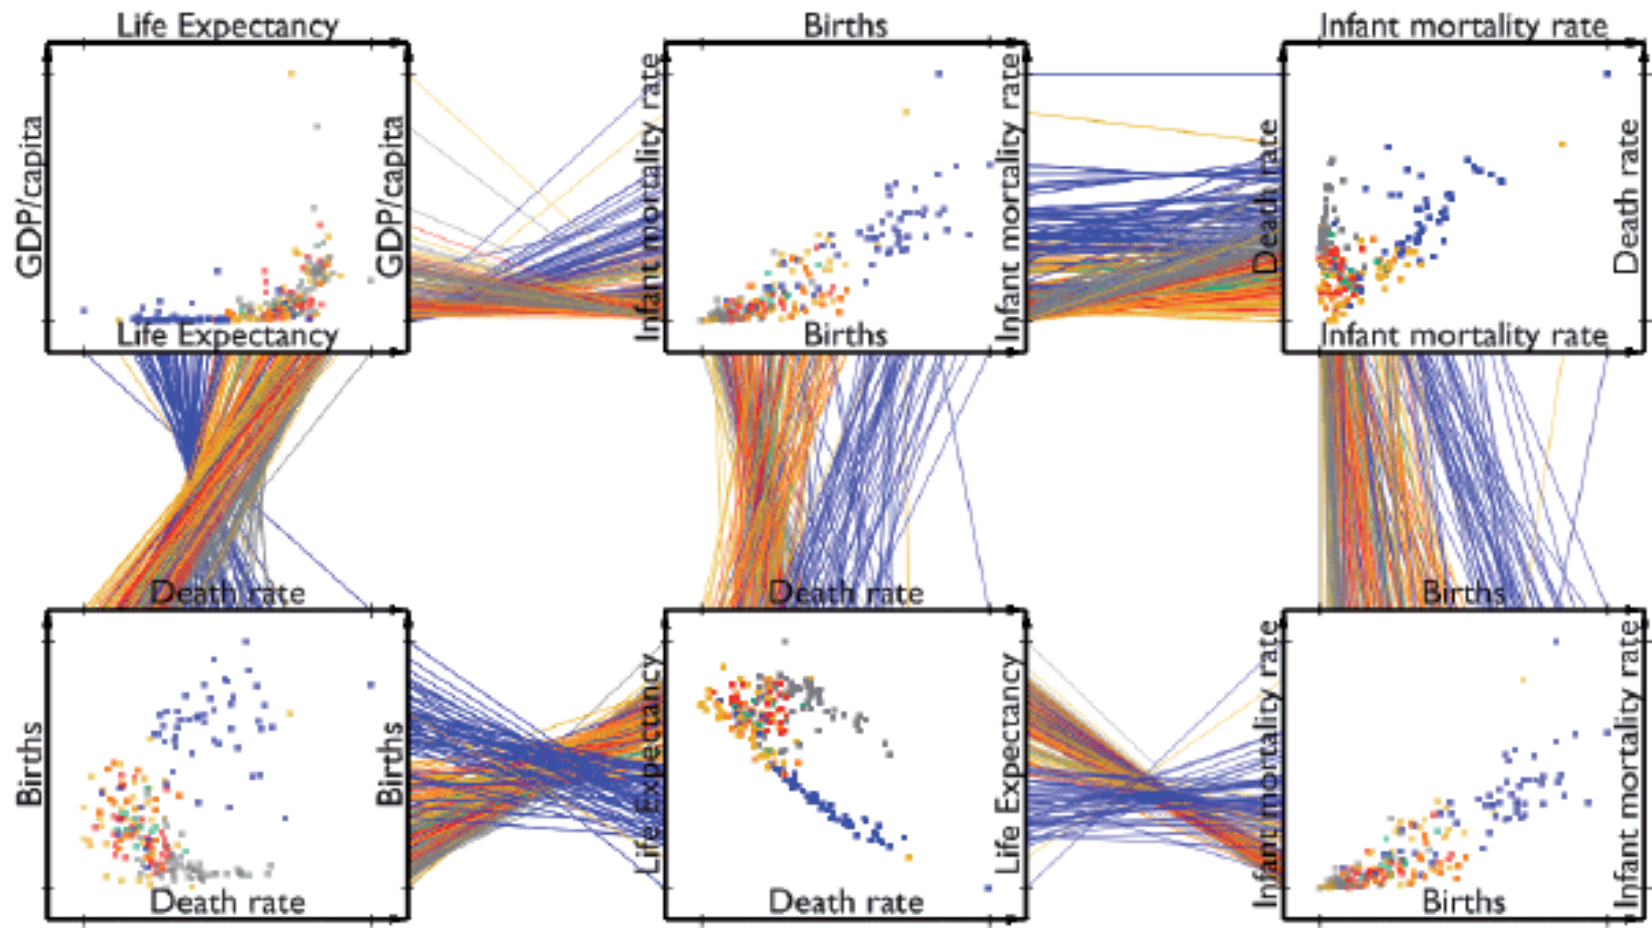 Life Expectancy
Births
Infant mortality rate
GDP/capita
GDP/capita
Infant mortality rate
Infant mortality rate
Death rate
Death rate
Life Expectancy
Births
Infant mortality rate
Death rate
Death rate
Births
Births
Births
Life Expectancy
Life Expectancy
Infant mortality rate
Infant mortality rate
Death rate
Death rate
Births